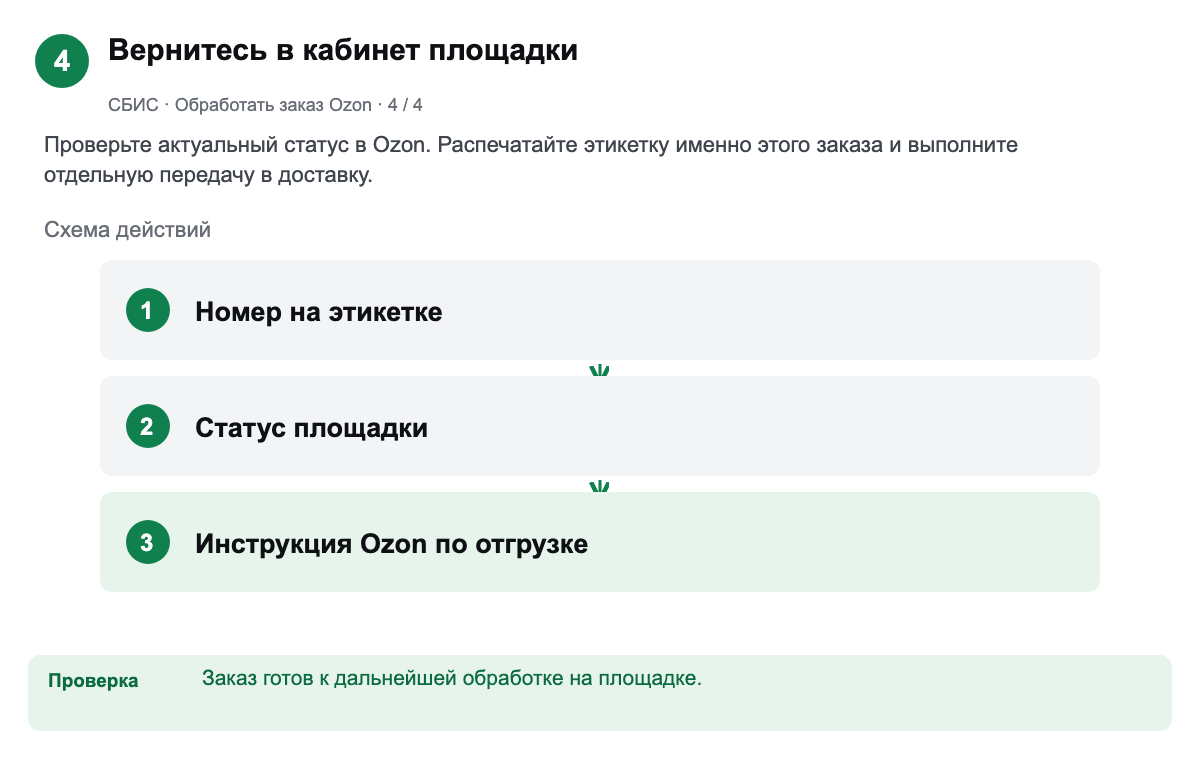 4
Вернитесь в кабинет площадки
СБИС · Обработать заказ Ozon · 4 / 4
Проверьте актуальный статус в Ozon. Распечатайте этикетку именно этого заказа и выполните
отдельную передачу в доставку.
Схема действий
1 Номер на этикетке
2 Статус площадки
3 Инструкция Ozon по отгрузке
Проверка Заказ готов к дальнейшей обработке на площадке.